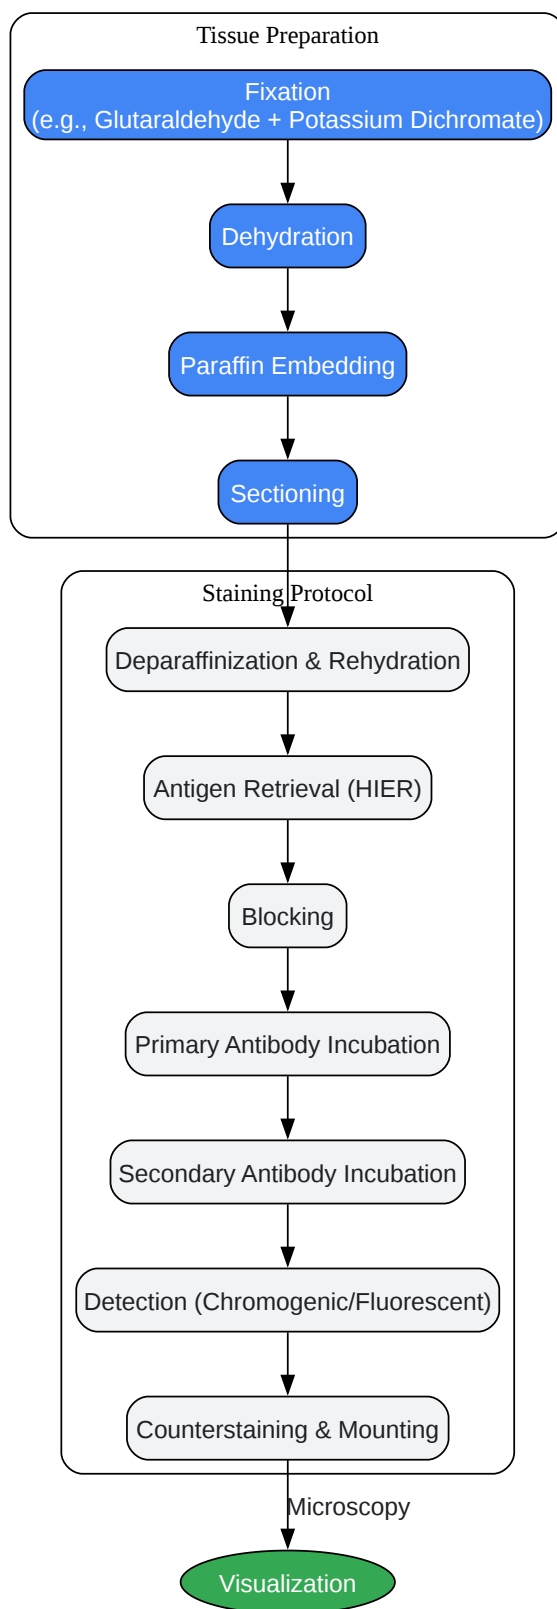 Tissue Preparation
Fixation
(e.g., Glutaraldehyde + Potassium Dichromate)
Dehydration
Paraffin Embedding
Sectioning
Staining Protocol
Deparaffinization & Rehydration
Antigen Retrieval (HIER)
Blocking
Primary Antibody Incubation
Secondary Antibody Incubation
Detection (Chromogenic/Fluorescent)
Counterstaining & Mounting
Microscopy
Visualization